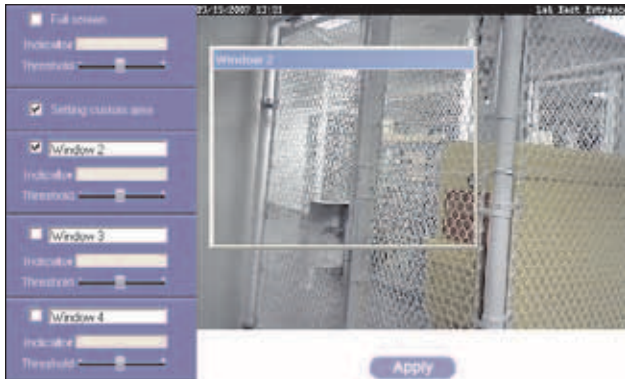 Full screen
Indicator
Threshold - +
Setting custom area
Window 2
Indicator
Threshold - +
Window 3
Indicator
Threshold - +
Window 4
Indicator
Threshold - +
Lab East Entrance
Window 2
Apply